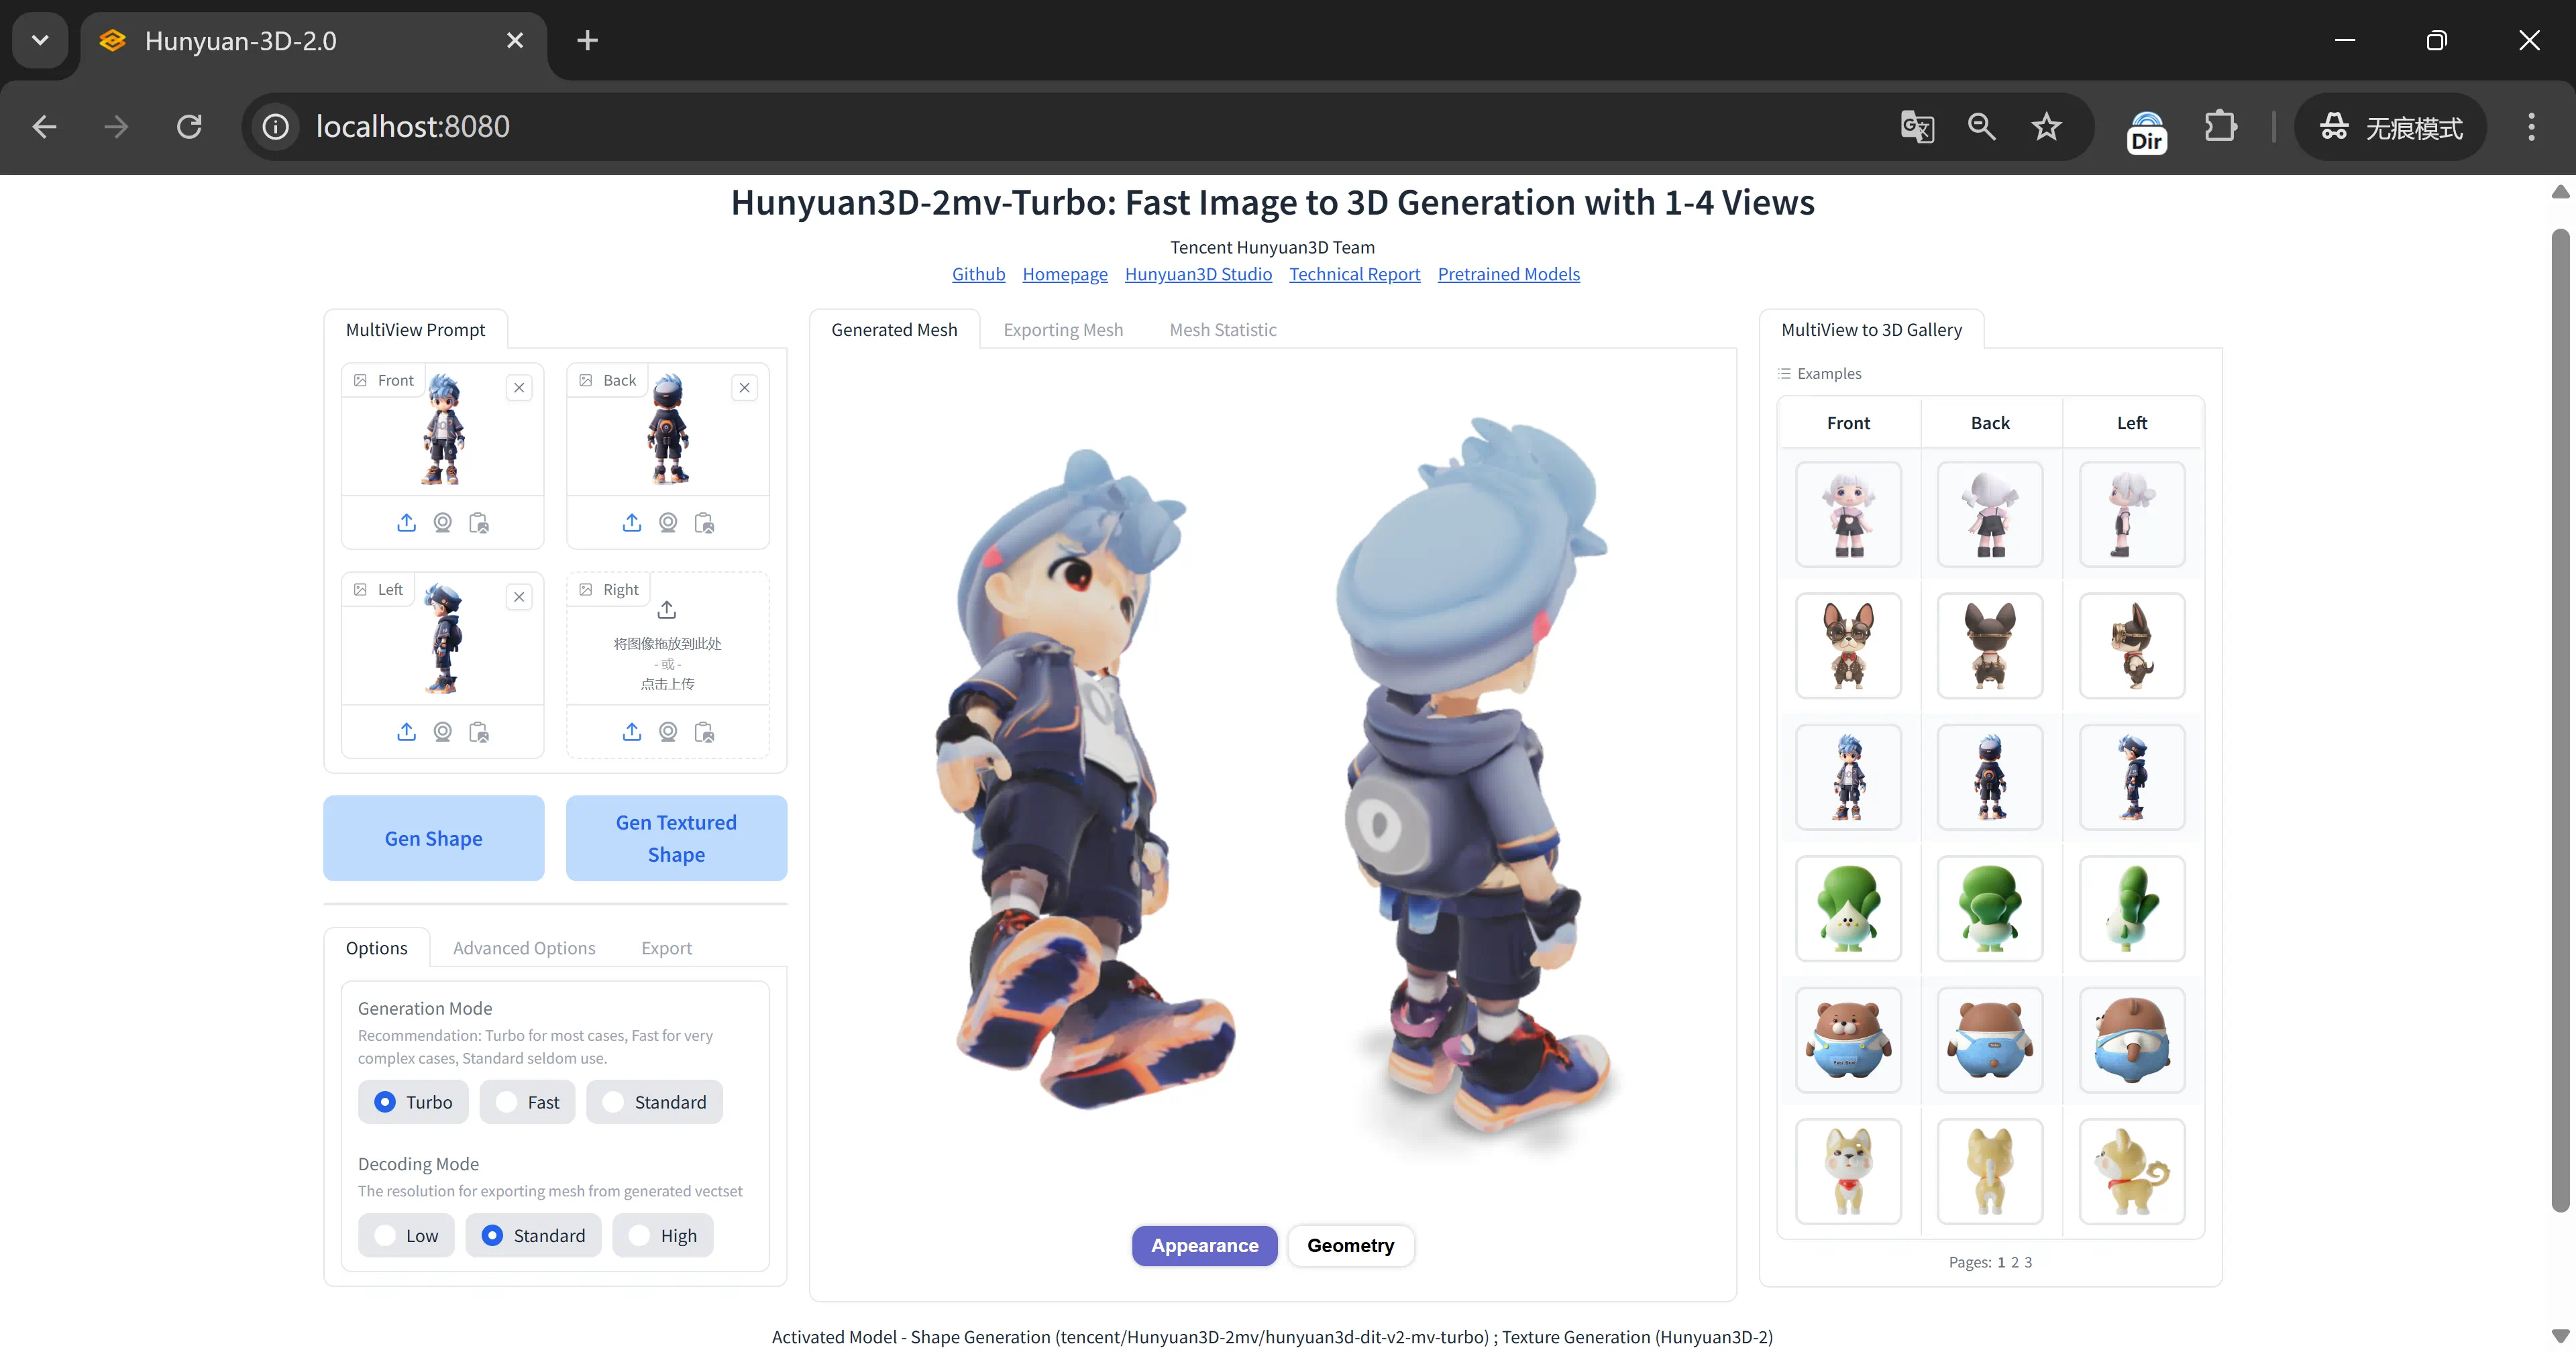 Hunyuan-3D-2.0
localhost:8080
Dir
无痕模式
Hunyuan3D-2mv-Turbo: Fast Image to 3D Generation with 1-4 Views
Tencent Hunyuan3D Team
Github Homepage Hunyuan3D Studio Technical Report Pretrained Models
MultiView Prompt
Front
Back
Left
Right
将图像拖放到此处
- 或 -
点击上传
Gen Shape
Gen Textured
Shape
Options Advanced Options Export
Generation Mode
Recommendation: Turbo for most cases, Fast for very
complex cases, Standard seldom use.
Turbo Fast Standard
Decoding Mode
The resolution for exporting mesh from generated vectset
Low Standard High
Generated Mesh Exporting Mesh Mesh Statistic
Appearance Geometry
MultiView to 3D Gallery
Examples
Front Back Left
Pages: 1 2 3
Activated Model - Shape Generation (tencent/Hunyuan3D-2mv/hunyuan3d-dit-v2-mv-turbo) ; Texture Generation (Hunyuan3D-2)